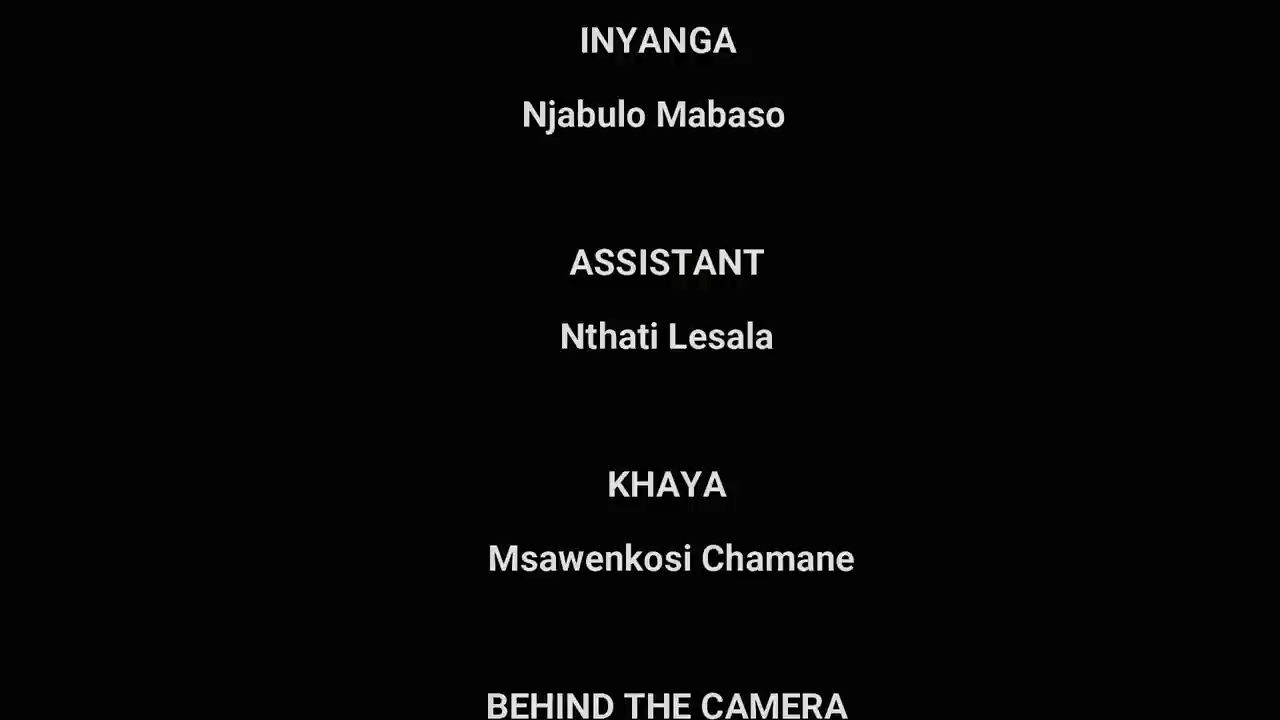 INYANGA
Njabulo Mabaso
ASSISTANT
Nthati Lesala
KHAYA
Msawenkosi Chamane
BEHIND THE CAMERA